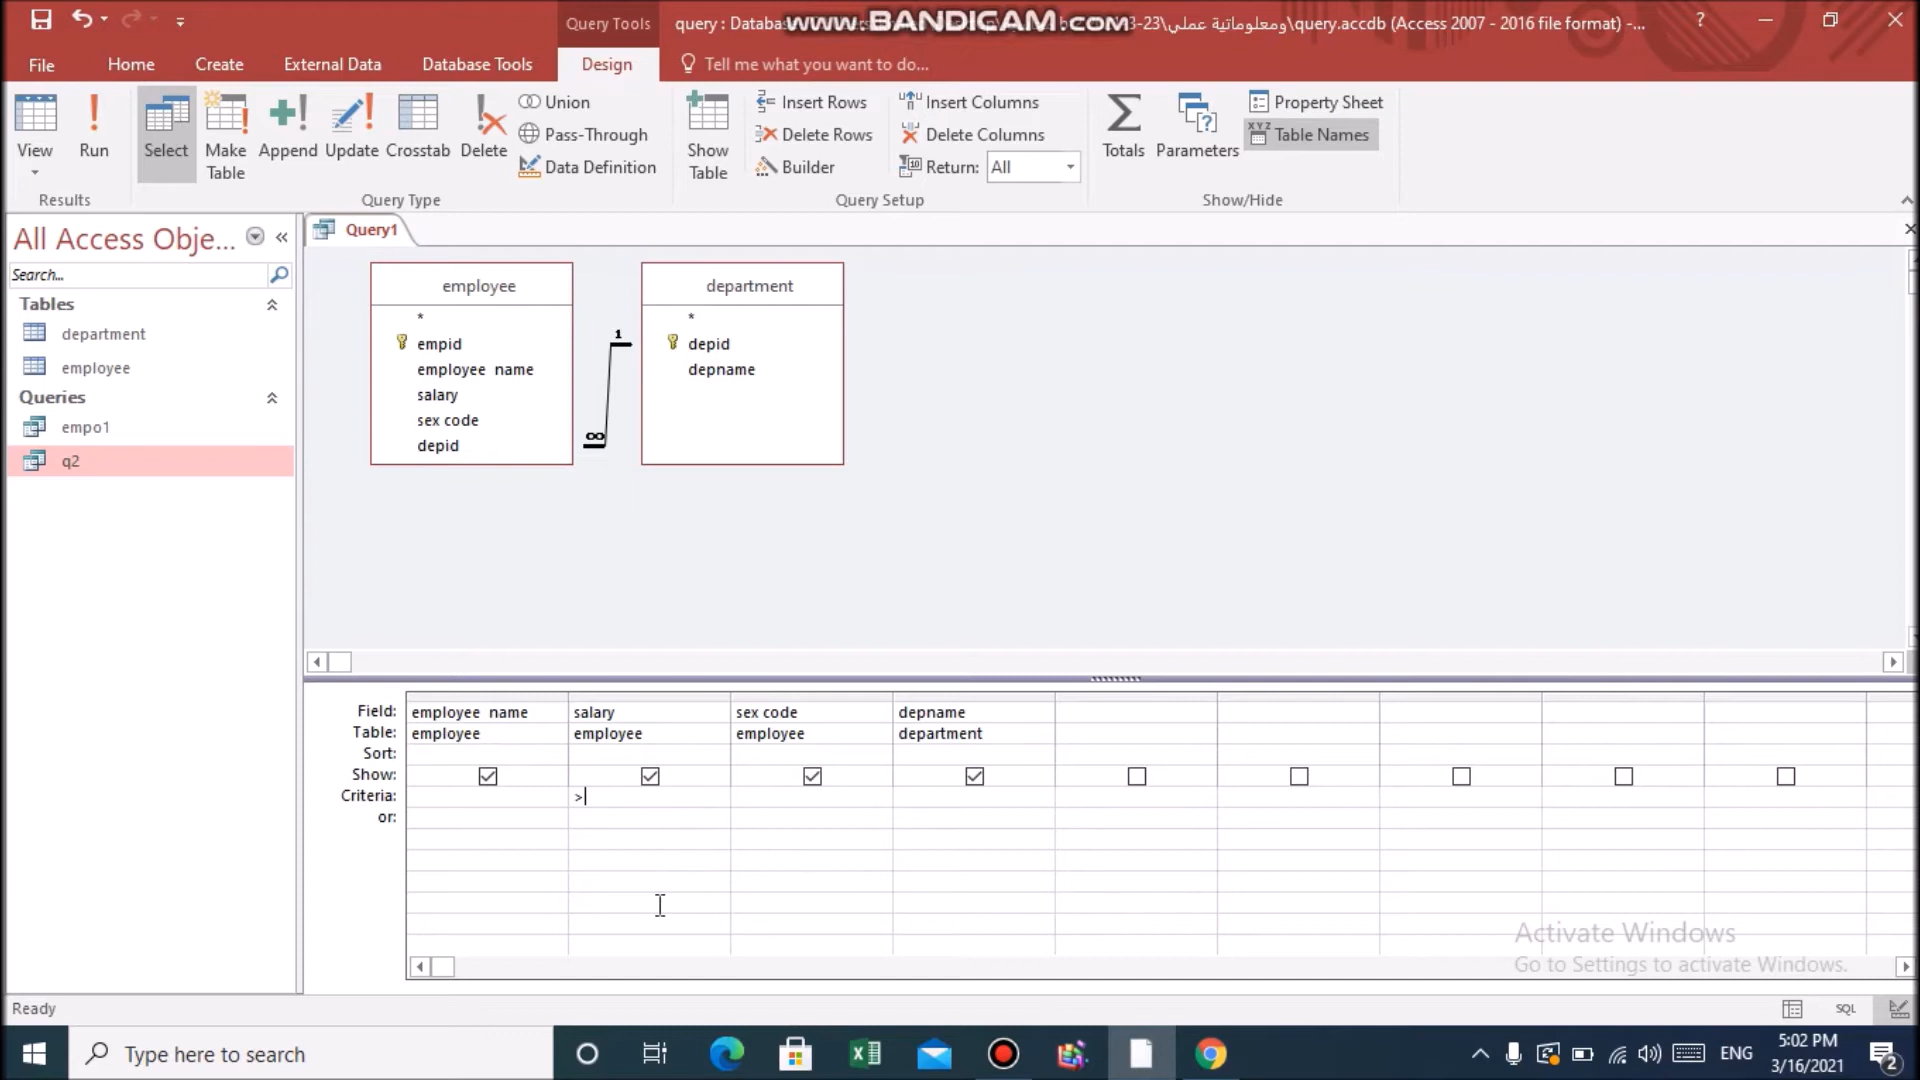 Query Tools
query : Databa
www.BANDICAM.com
3-23\ومعلوماتية عملي\query.accdb (Access 2007 - 2016 file format) -...
?
File
Home
Create
External Data
Database Tools
Design
Tell me what you want to do...
View
Run
Select
Make
Table
Append
Update
Crosstab
Delete
Union
Pass-Through
Data Definition
Show
Table
Insert Rows
Delete Rows
Builder
Insert Columns
Delete Columns
Return: All
Totals
Parameters
Property Sheet
Table Names
Results
Query Type
Query Setup
Show/Hide
All Access Obje...
Search...
Tables
department
employee
Queries
empo1
q2
Query1
employee
*
empid
employee name
salary
sex code
depid
1
∞
department
*
depid
depname
Field: employee name salary sex code depname
Table: employee employee employee department
Sort:
Show:
Criteria: >
or:
Activate Windows
Go to Settings to activate Windows.
Ready
SQL
Type here to search
ENG
5:02 PM
3/16/2021
2